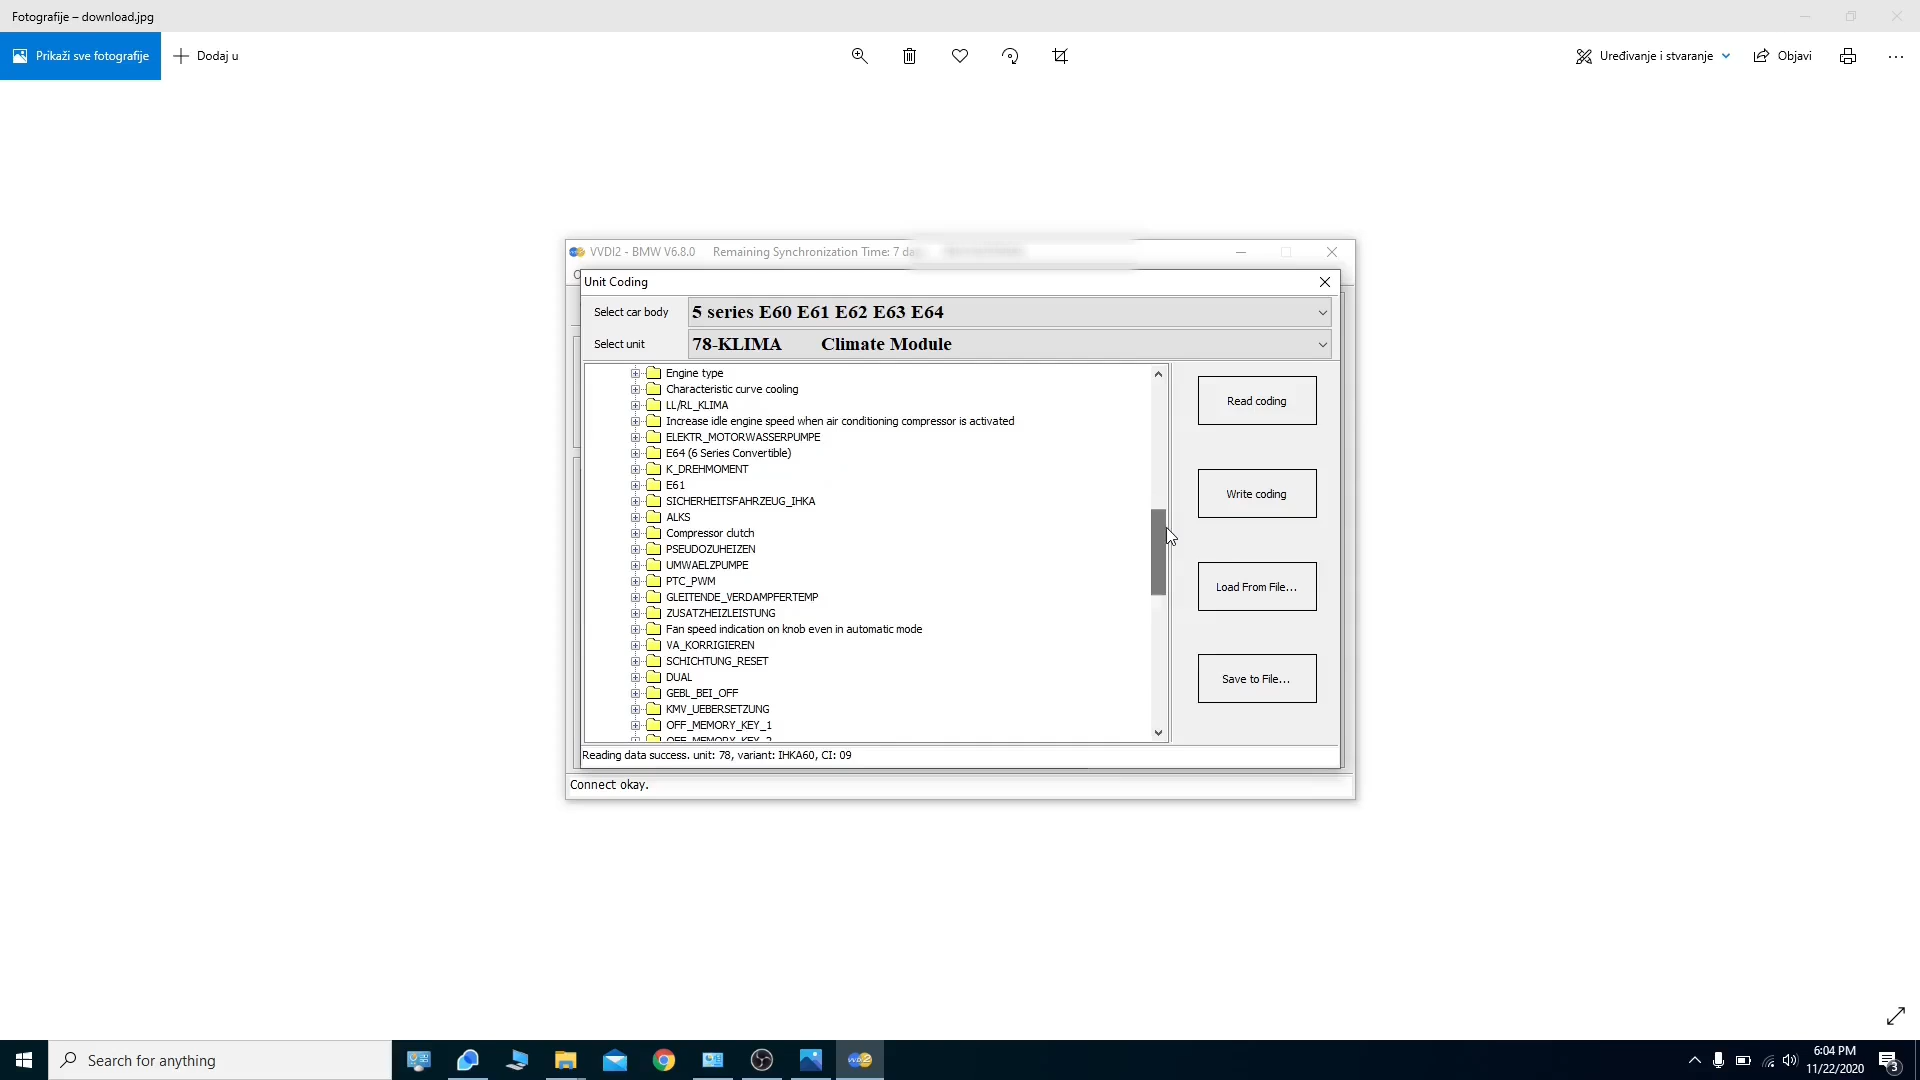 Fotografije – download.jpg
Prikaži sve fotografije
Dodaj u
Uređivanje i stvaranje
Objavi
VVDI2 - BMW V6.8.0 Remaining Synchronization Time: 7
Unit Coding
Select car body
5 series E60 E61 E62 E63 E64
Select unit
78-KLIMA Climate Module
Engine type
Characteristic curve cooling
LL/RL_KLIMA
Increase idle engine speed when air conditioning compressor is activated
ELEKTR_MOTORWASSERPUMPE
E64 (6 Series Convertible)
K_DREHMOMENT
E61
SICHERHEITSFAHRZEUG_IHKA
ALKS
Compressor clutch
PSEUDOZUHEIZEN
UMWAELZPUMPE
PTC_PWM
GLEITENDE_VERDAMPFERTEMP
ZUSATZHEIZLEISTUNG
Fan speed indication on knob even in automatic mode
VA_KORRIGIEREN
SCHICHTUNG_RESET
DUAL
GEBL_BEI_OFF
KMV_UEBERSETZUNG
OFF_MEMORY_KEY_1
OFF_MEMORY_KEY_2
Read coding
Write coding
Load From File...
Save to File...
Reading data success. unit: 78, variant: IHKA60, CI: 09
Connect okay.
Search for anything
6:04 PM
11/22/2020
3